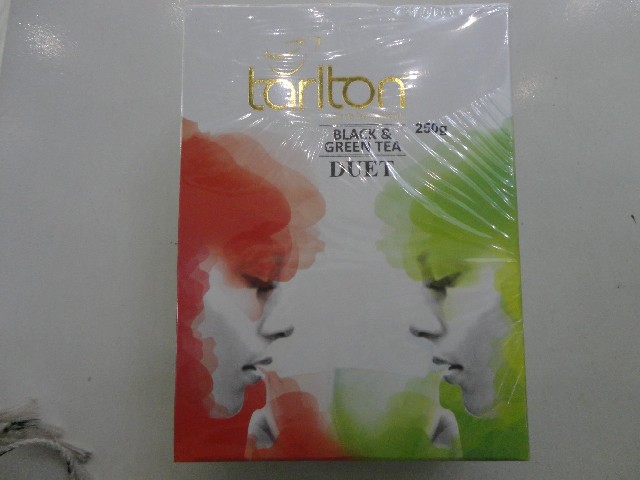 tarlton
BLACK & 250g
GREEN TEA
DUET